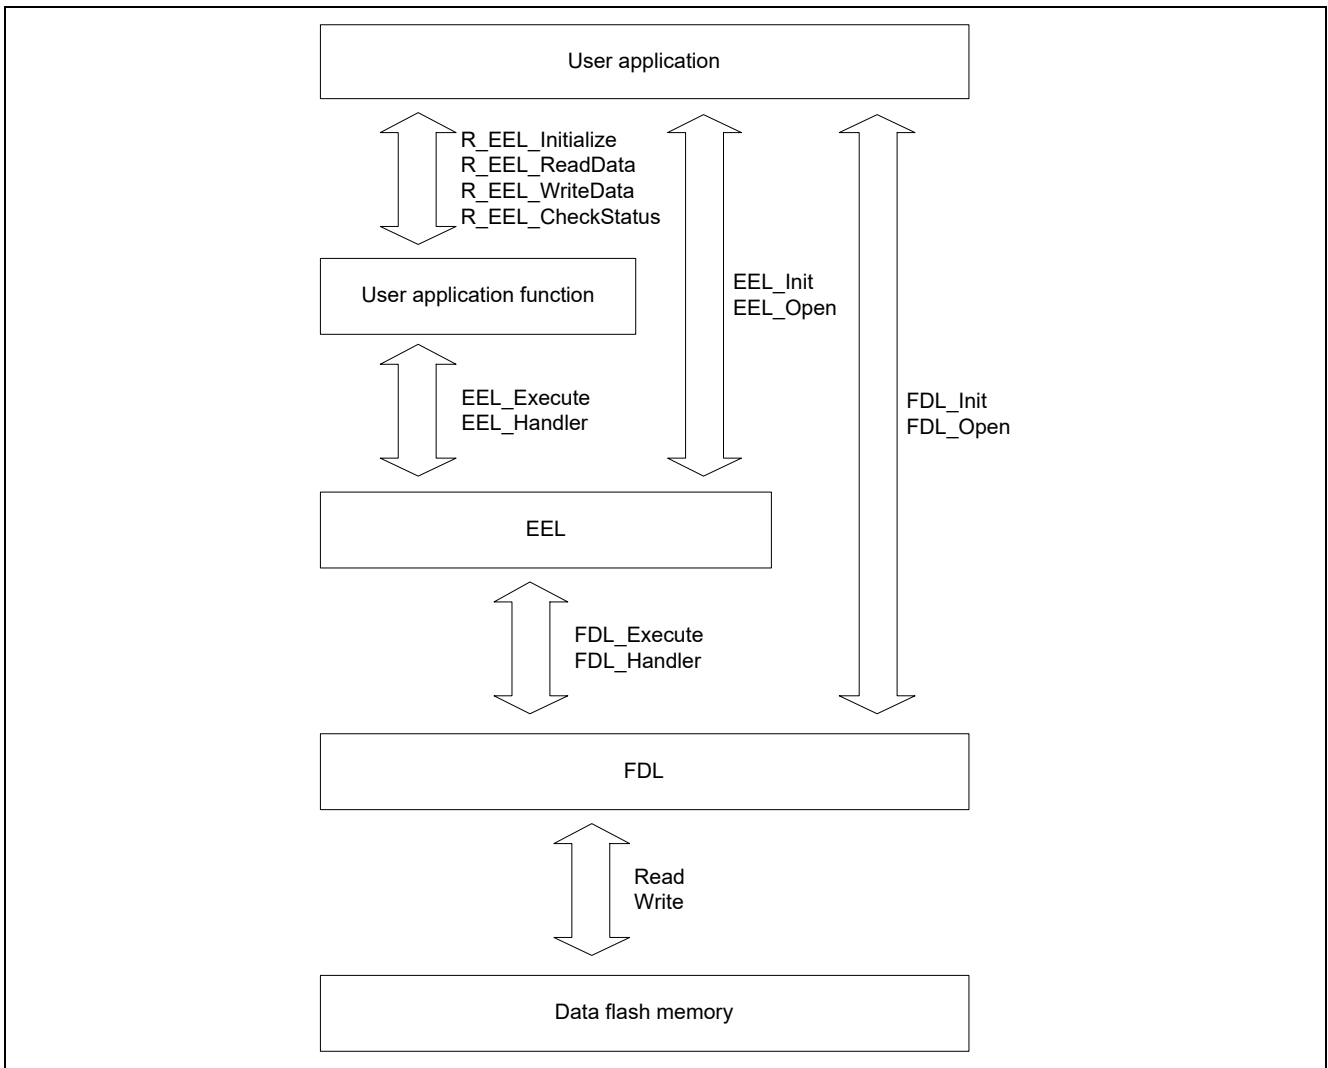 User application
R_EEL_Initialize
R_EEL_ReadData
R_EEL_WriteData
R_EEL_CheckStatus
User application function
EEL_Init
EEL_Open
EEL_Execute
EEL_Handler
FDL_Init
FDL_Open
EEL
FDL_Execute
FDL_Handler
FDL
Read
Write
Data flash memory